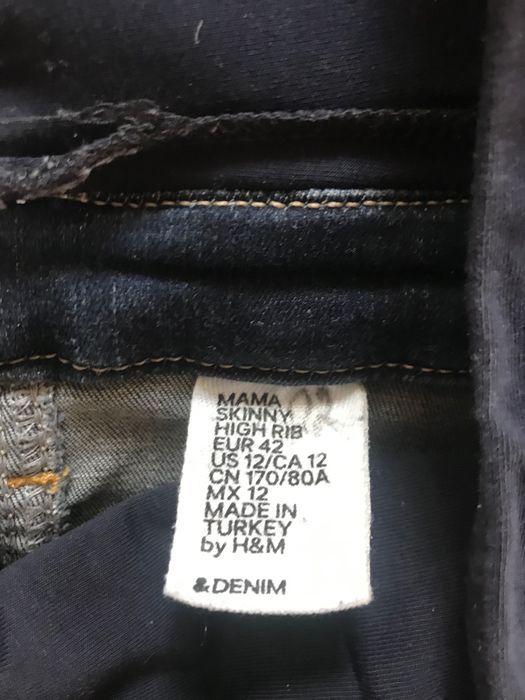 MAMA
SKINNY
HIGH RIB
EUR 42
US 12/CA 12
CN 170/80A
MX 12
MADE IN
TURKEY
by H&M
& DENIM